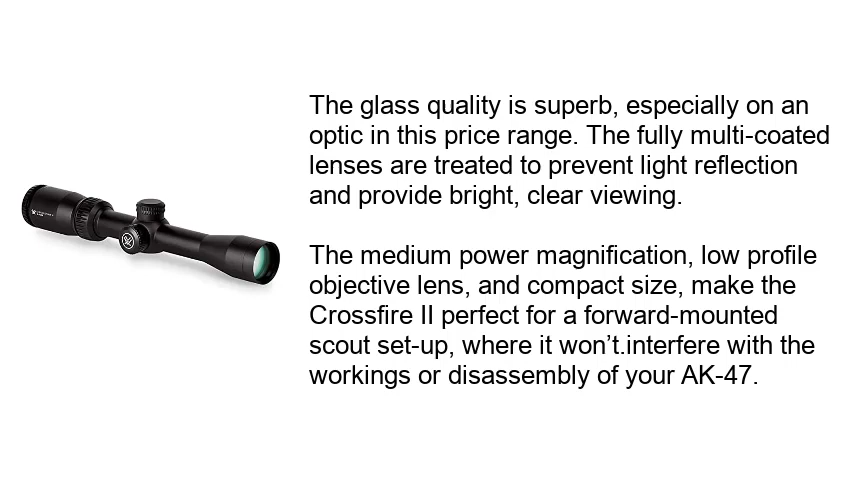 The glass quality is superb, especially on an
optic in this price range. The fully multi-coated
lenses are treated to prevent light reflection
and provide bright, clear viewing.
The medium power magnification, low profile
objective lens, and compact size, make the
Crossfire II perfect for a forward-mounted
scout set-up, where it won’t.interfere with the
workings or disassembly of your AK-47.